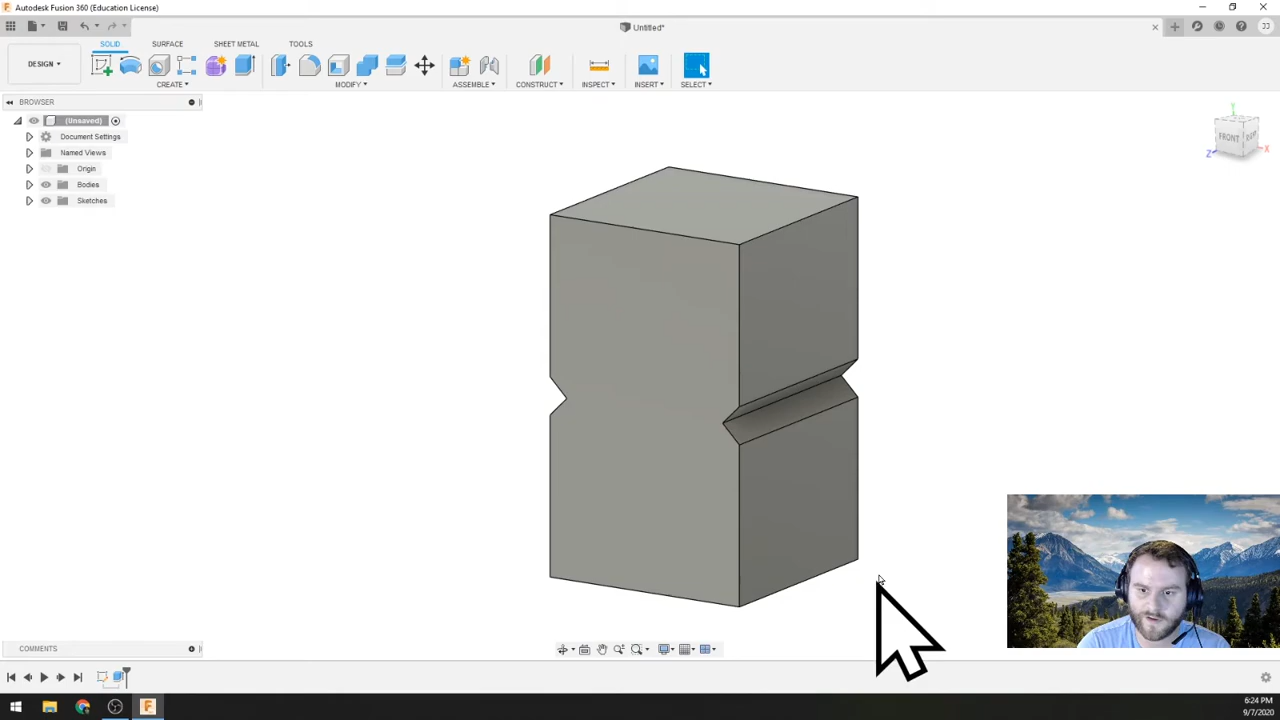 Autodesk Fusion 360 (Education License)
Untitled*
JJ
SOLID
SURFACE
SHEET METAL
TOOLS
DESIGN
CREATE
MODIFY
ASSEMBLE
CONSTRUCT
INSPECT
INSERT
SELECT
BROWSER
(Unsaved)
Document Settings
Named Views
Origin
Bodies
Sketches
Y
FRONT
Z
X
COMMENTS
6:24 PM
9/7/2020